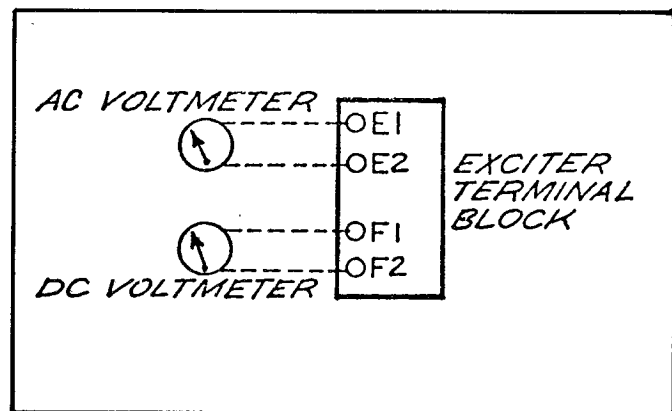 AC VOLTMETER
E1
E2
EXCITER
TERMINAL
BLOCK
F1
F2
DC VOLTMETER